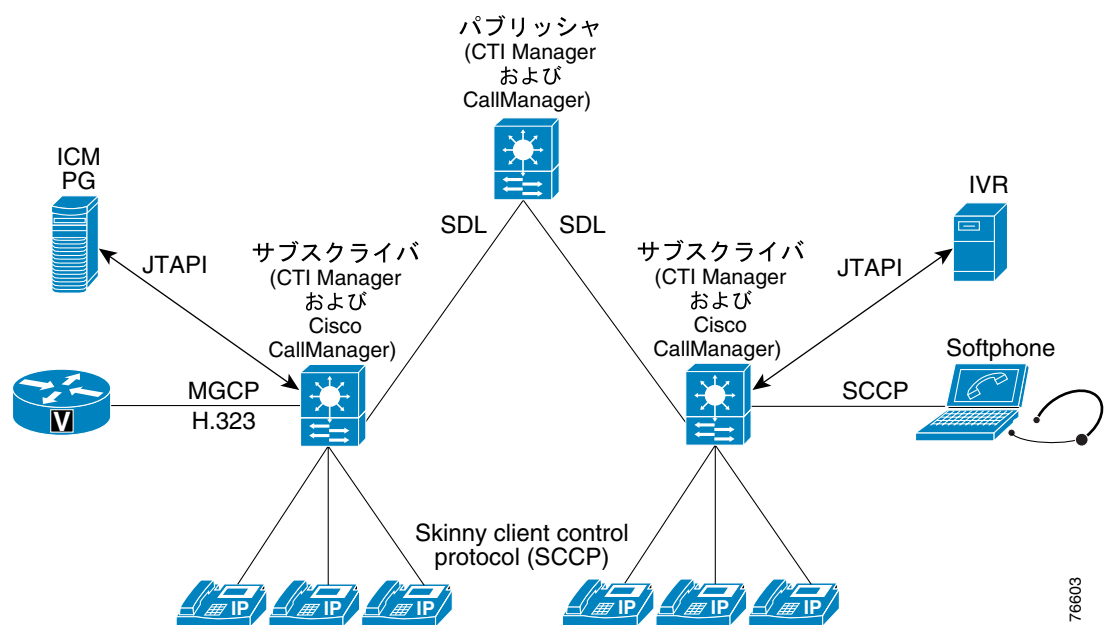 パブリッシャ
(CTI Manager
および
CallManager)
ICM
PG
IVR
SDL
SDL
JTAPI
サブスクライバ
(CTI Manager
および
Cisco
CallManager)
サブスクライバ
(CTI Manager
および
Cisco
CallManager)
JTAPI
Softphone
MGCP
H.323
V
SCCP
Skinny client control
protocol (SCCP)
IP
IP
IP
IP
IP
IP
76603